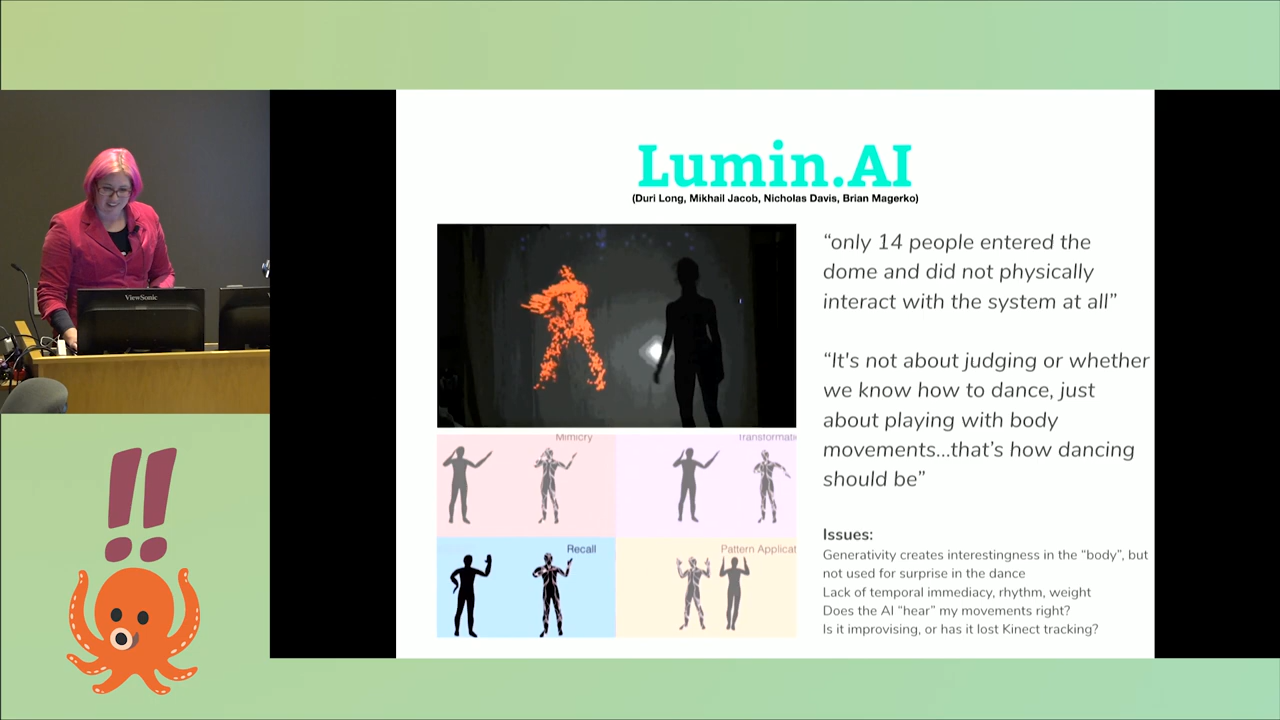 Lumin.AI
(Duri Long, Mikhail Jacob, Nicholas Davis, Brian Magerko)
“only 14 people entered the
dome and did not physically
interact with the system at all”
“It's not about judging or whether
we know how to dance, just
about playing with body
movements...that’s how dancing
should be”
Mimicry
Transformati
Recall
Pattern Applicat
Issues:
Generativity creates interestingness in the “body”, but
not used for surprise in the dance
Lack of temporal immediacy, rhythm, weight
Does the AI “hear” my movements right?
Is it improvising, or has it lost Kinect tracking?
ViewSonic
!!